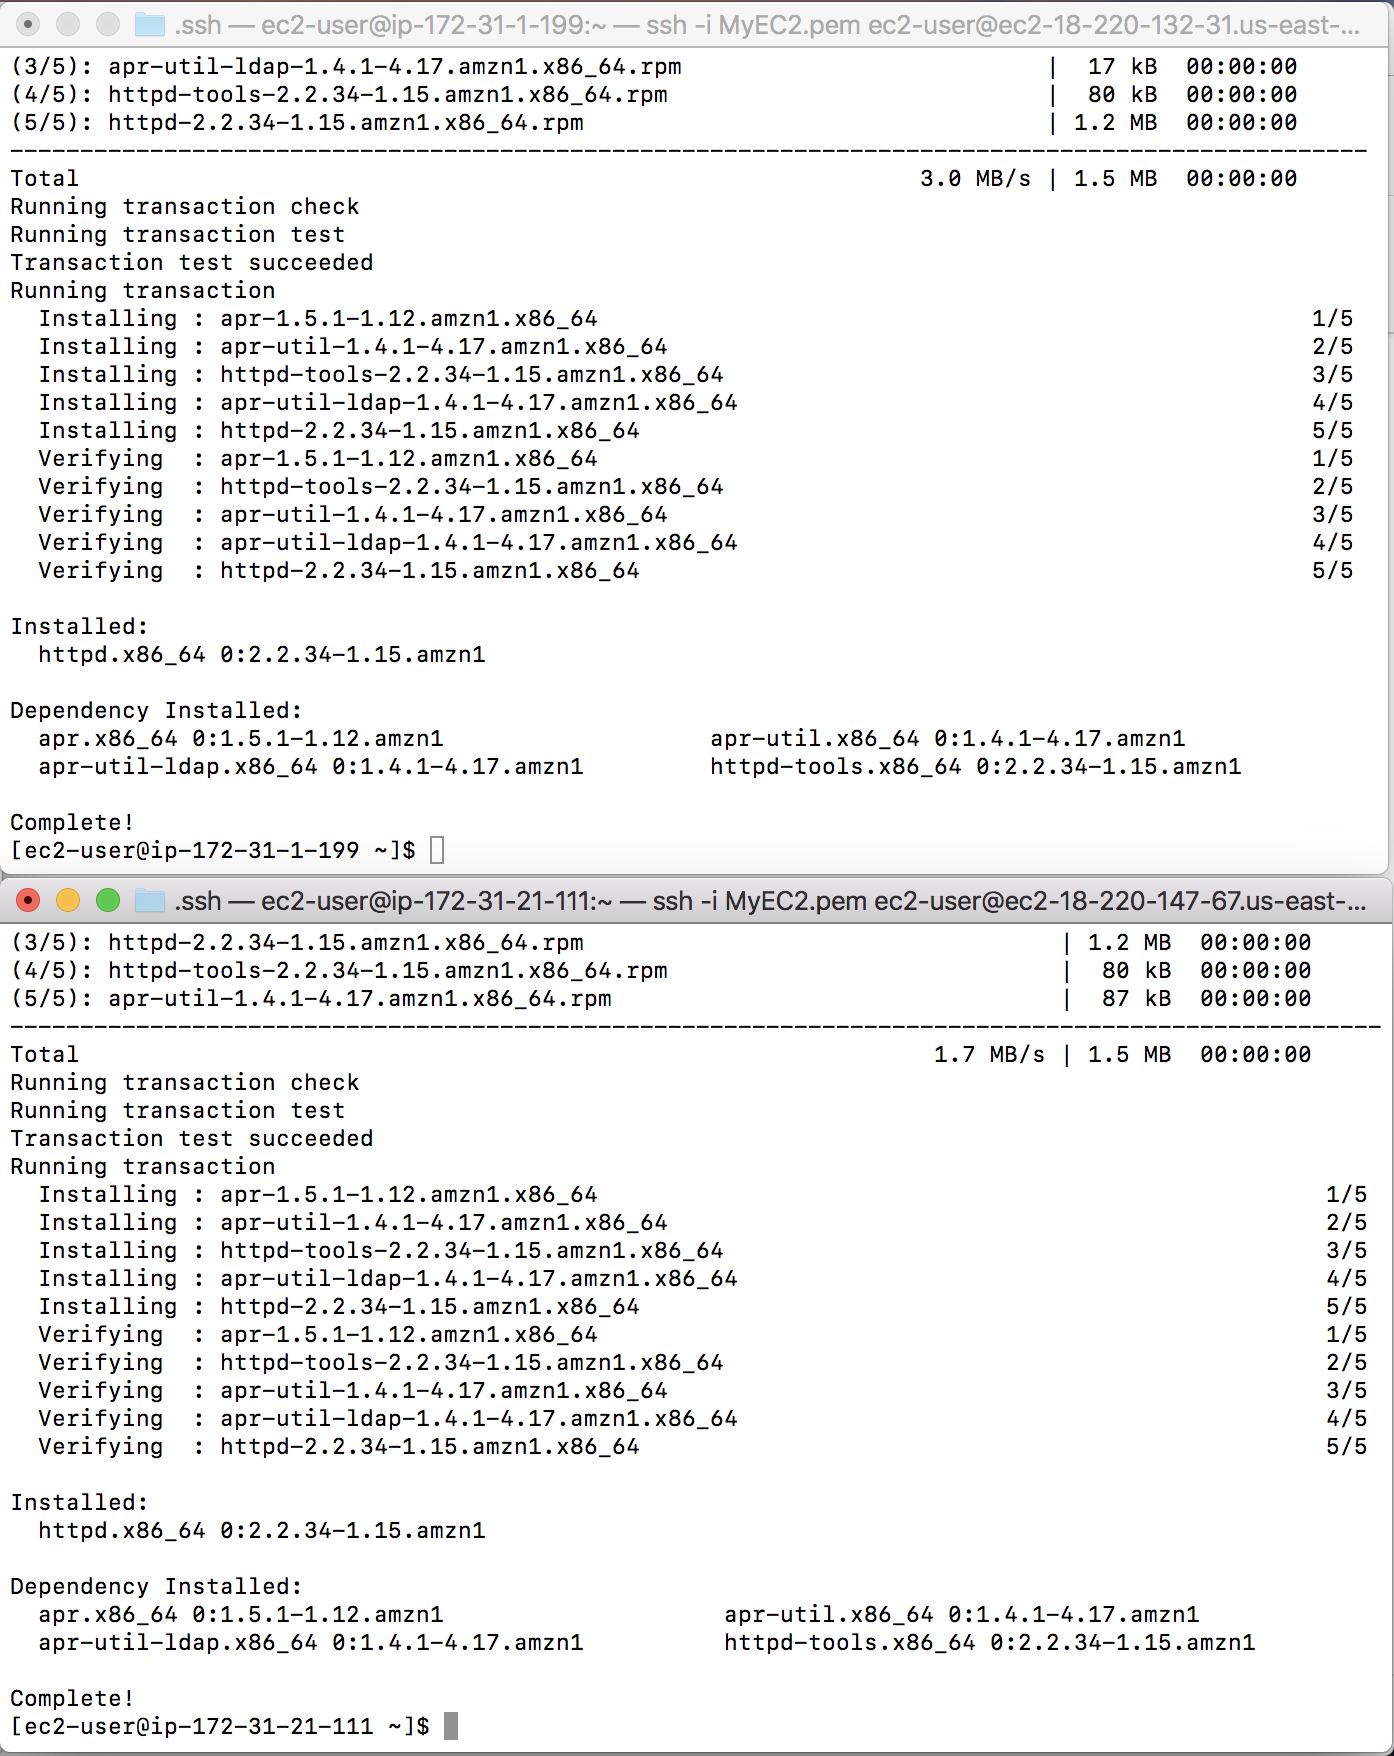 .ssh — ec2-user@ip-172-31-1-199:~ — ssh -i MyEC2.pem ec2-user@ec2-18-220-132-31.us-east-...
(3/5): apr-util-ldap-1.4.1-4.17.amzn1.x86_64.rpm | 17 kB 00:00:00
(4/5): httpd-tools-2.2.34-1.15.amzn1.x86_64.rpm | 80 kB 00:00:00
(5/5): httpd-2.2.34-1.15.amzn1.x86_64.rpm | 1.2 MB 00:00:00
-------------------------------------------------------------------------------------------------
Total 3.0 MB/s | 1.5 MB 00:00:00
Running transaction check
Running transaction test
Transaction test succeeded
Running transaction
Installing : apr-1.5.1-1.12.amzn1.x86_64 1/5
Installing : apr-util-1.4.1-4.17.amzn1.x86_64 2/5
Installing : httpd-tools-2.2.34-1.15.amzn1.x86_64 3/5
Installing : apr-util-ldap-1.4.1-4.17.amzn1.x86_64 4/5
Installing : httpd-2.2.34-1.15.amzn1.x86_64 5/5
Verifying : apr-1.5.1-1.12.amzn1.x86_64 1/5
Verifying : httpd-tools-2.2.34-1.15.amzn1.x86_64 2/5
Verifying : apr-util-1.4.1-4.17.amzn1.x86_64 3/5
Verifying : apr-util-ldap-1.4.1-4.17.amzn1.x86_64 4/5
Verifying : httpd-2.2.34-1.15.amzn1.x86_64 5/5
Installed:
httpd.x86_64 0:2.2.34-1.15.amzn1
Dependency Installed:
apr.x86_64 0:1.5.1-1.12.amzn1 apr-util.x86_64 0:1.4.1-4.17.amzn1
apr-util-ldap.x86_64 0:1.4.1-4.17.amzn1 httpd-tools.x86_64 0:2.2.34-1.15.amzn1
Complete!
[ec2-user@ip-172-31-1-199 ~]$
.ssh — ec2-user@ip-172-31-21-111:~ — ssh -i MyEC2.pem ec2-user@ec2-18-220-147-67.us-east-...
(3/5): httpd-2.2.34-1.15.amzn1.x86_64.rpm | 1.2 MB 00:00:00
(4/5): httpd-tools-2.2.34-1.15.amzn1.x86_64.rpm | 80 kB 00:00:00
(5/5): apr-util-1.4.1-4.17.amzn1.x86_64.rpm | 87 kB 00:00:00
--------------------------------------------------------------------------------------------------
Total 1.7 MB/s | 1.5 MB 00:00:00
Running transaction check
Running transaction test
Transaction test succeeded
Running transaction
Installing : apr-1.5.1-1.12.amzn1.x86_64 1/5
Installing : apr-util-1.4.1-4.17.amzn1.x86_64 2/5
Installing : httpd-tools-2.2.34-1.15.amzn1.x86_64 3/5
Installing : apr-util-ldap-1.4.1-4.17.amzn1.x86_64 4/5
Installing : httpd-2.2.34-1.15.amzn1.x86_64 5/5
Verifying : apr-1.5.1-1.12.amzn1.x86_64 1/5
Verifying : httpd-tools-2.2.34-1.15.amzn1.x86_64 2/5
Verifying : apr-util-1.4.1-4.17.amzn1.x86_64 3/5
Verifying : apr-util-ldap-1.4.1-4.17.amzn1.x86_64 4/5
Verifying : httpd-2.2.34-1.15.amzn1.x86_64 5/5
Installed:
httpd.x86_64 0:2.2.34-1.15.amzn1
Dependency Installed:
apr.x86_64 0:1.5.1-1.12.amzn1 apr-util.x86_64 0:1.4.1-4.17.amzn1
apr-util-ldap.x86_64 0:1.4.1-4.17.amzn1 httpd-tools.x86_64 0:2.2.34-1.15.amzn1
Complete!
[ec2-user@ip-172-31-21-111 ~]$